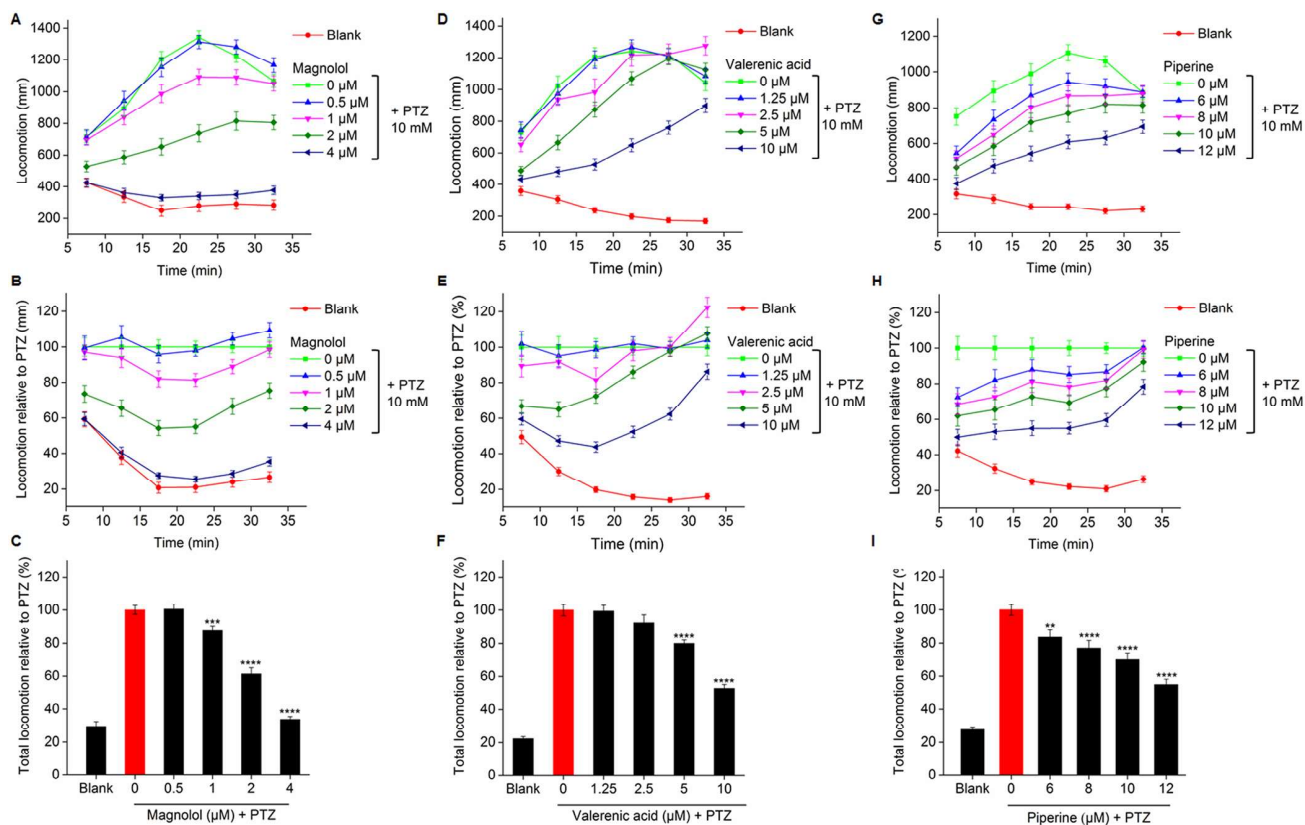 A
1400
1200
1000
800
600
400
200
Locomotion (mm)
5 10 15 20 25 30 35
Time (min)
Blank
Magnolol
0 µM
0.5 µM
1 µM
2 µM
4 µM
+ PTZ
10 mM
D
1400
1200
1000
800
600
400
200
Locomotion (mm)
5 10 15 20 25 30 35
Time (min)
Blank
Valerenic acid
0 µM
1.25 µM
2.5 µM
5 µM
10 µM
+ PTZ
10 mM
G
1400
1200
1000
800
600
400
200
Locomotion (mm)
5 10 15 20 25 30 35
Time (min)
Blank
Piperine
0 µM
6 µM
8 µM
10 µM
12 µM
+ PTZ
10 mM
B
120
100
80
60
40
20
Locomotion relative to PTZ (mm)
5 10 15 20 25 30 35
Time (min)
Blank
Magnolol
0 µM
0.5 µM
1 µM
2 µM
4 µM
+ PTZ
10 mM
E
120
100
80
60
40
20
Locomotion relative to PTZ (%)
5 10 15 20 25 30 35
Time (min)
Blank
Valerenic acid
0 µM
1.25 µM
2.5 µM
5 µM
10 µM
+ PTZ
10 mM
H
120
100
80
60
40
20
Locomotion relative to PTZ (%)
5 10 15 20 25 30 35
Time (min)
Blank
Piperine
0 µM
6 µM
8 µM
10 µM
12 µM
+ PTZ
10 mM
C
120
100
80
60
40
20
0
Total locomotion relative to PTZ (%)
***
****
****
Blank 0 0.5 1 2 4
Magnolol (µM) + PTZ
F
120
100
80
60
40
20
0
Total locomotion relative to PTZ (%)
****
****
Blank 0 1.25 2.5 5 10
Valerenic acid (µM) + PTZ
I
120
100
80
60
40
20
0
Total locomotion relative to PTZ (%
**
****
****
****
Blank 0 6 8 10 12
Piperine (µM) + PTZ